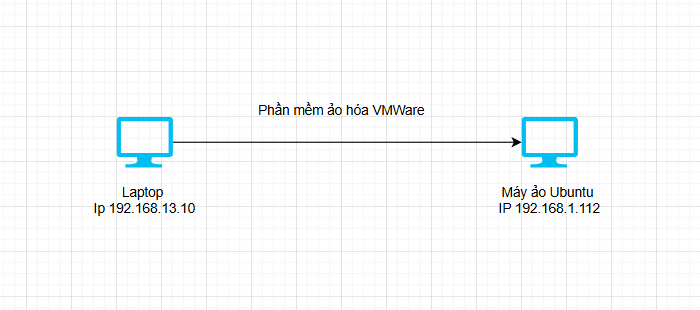 Phần mềm ảo hóa VMWare
Laptop
Ip 192.168.13.10
Máy ảo Ubuntu
IP 192.168.1.112